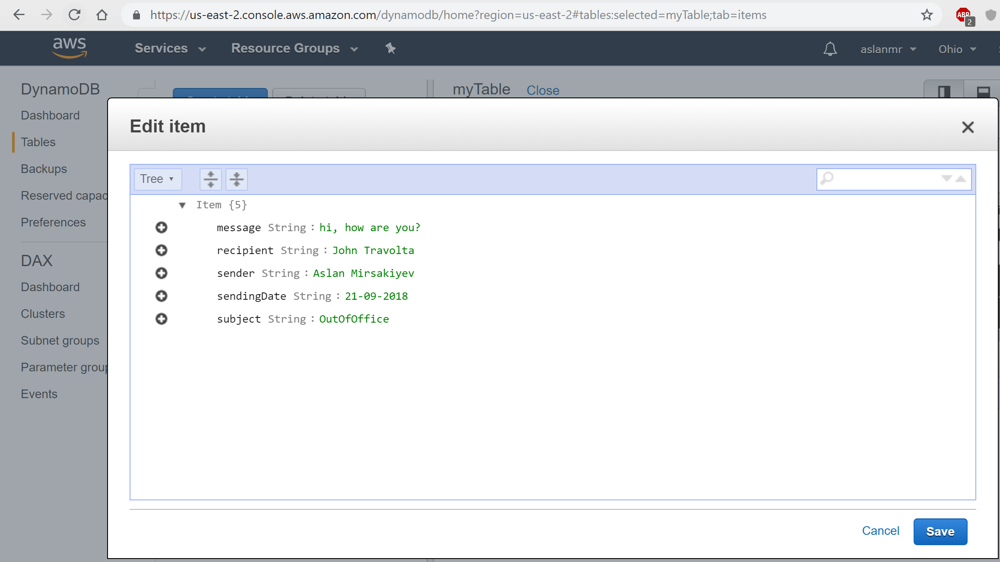 https://us-east-2.console.aws.amazon.com/dynamodb/home?region=us-east-2#tables:selected=myTable;tab=items
ABP
2
aws
Services
Resource Groups
aslanmr
Ohio
DynamoDB
Dashboard
Tables
Backups
Reserved capac
Preferences
DAX
Dashboard
Clusters
Subnet groups
Parameter group
Events
myTable Close
Edit item
Tree
Item {5}
message String : hi, how are you?
recipient String : John Travolta
sender String : Aslan Mirsakiyev
sendingDate String : 21-09-2018
subject String : OutOfOffice
Cancel
Save